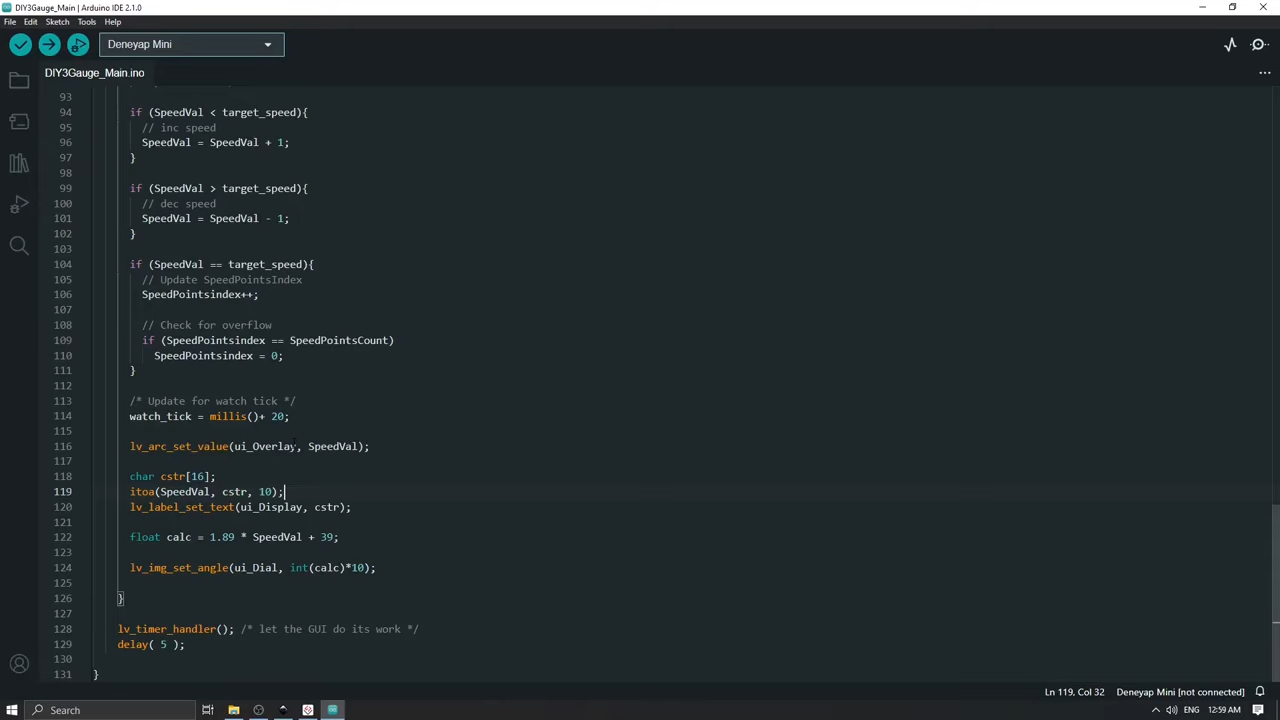 DIY3Gauge_Main | Arduino IDE 2.1.0
File Edit Sketch Tools Help
Deneyap Mini
DIY3Gauge_Main.ino
93
94 if (SpeedVal < target_speed){
95 // inc speed
96 SpeedVal = SpeedVal + 1;
97 }
98
99 if (SpeedVal > target_speed){
100 // dec speed
101 SpeedVal = SpeedVal - 1;
102 }
103
104 if (SpeedVal == target_speed){
105 // Update SpeedPointsIndex
106 SpeedPointsindex++;
107
108 // Check for overflow
109 if (SpeedPointsindex == SpeedPointsCount)
110 SpeedPointsindex = 0;
111 }
112
113 /* Update for watch tick */
114 watch_tick = millis()+ 20;
115
116 lv_arc_set_value(ui_Overlay, SpeedVal);
117
118 char cstr[16];
119 itoa(SpeedVal, cstr, 10);
120 lv_label_set_text(ui_Display, cstr);
121
122 float calc = 1.89 * SpeedVal + 39;
123
124 lv_img_set_angle(ui_Dial, int(calc)*10);
125
126 }
127
128 lv_timer_handler(); /* let the GUI do its work */
129 delay( 5 );
130
131 }
Ln 119, Col 32 Deneyap Mini [not connected]
Search ENG 12:59 AM